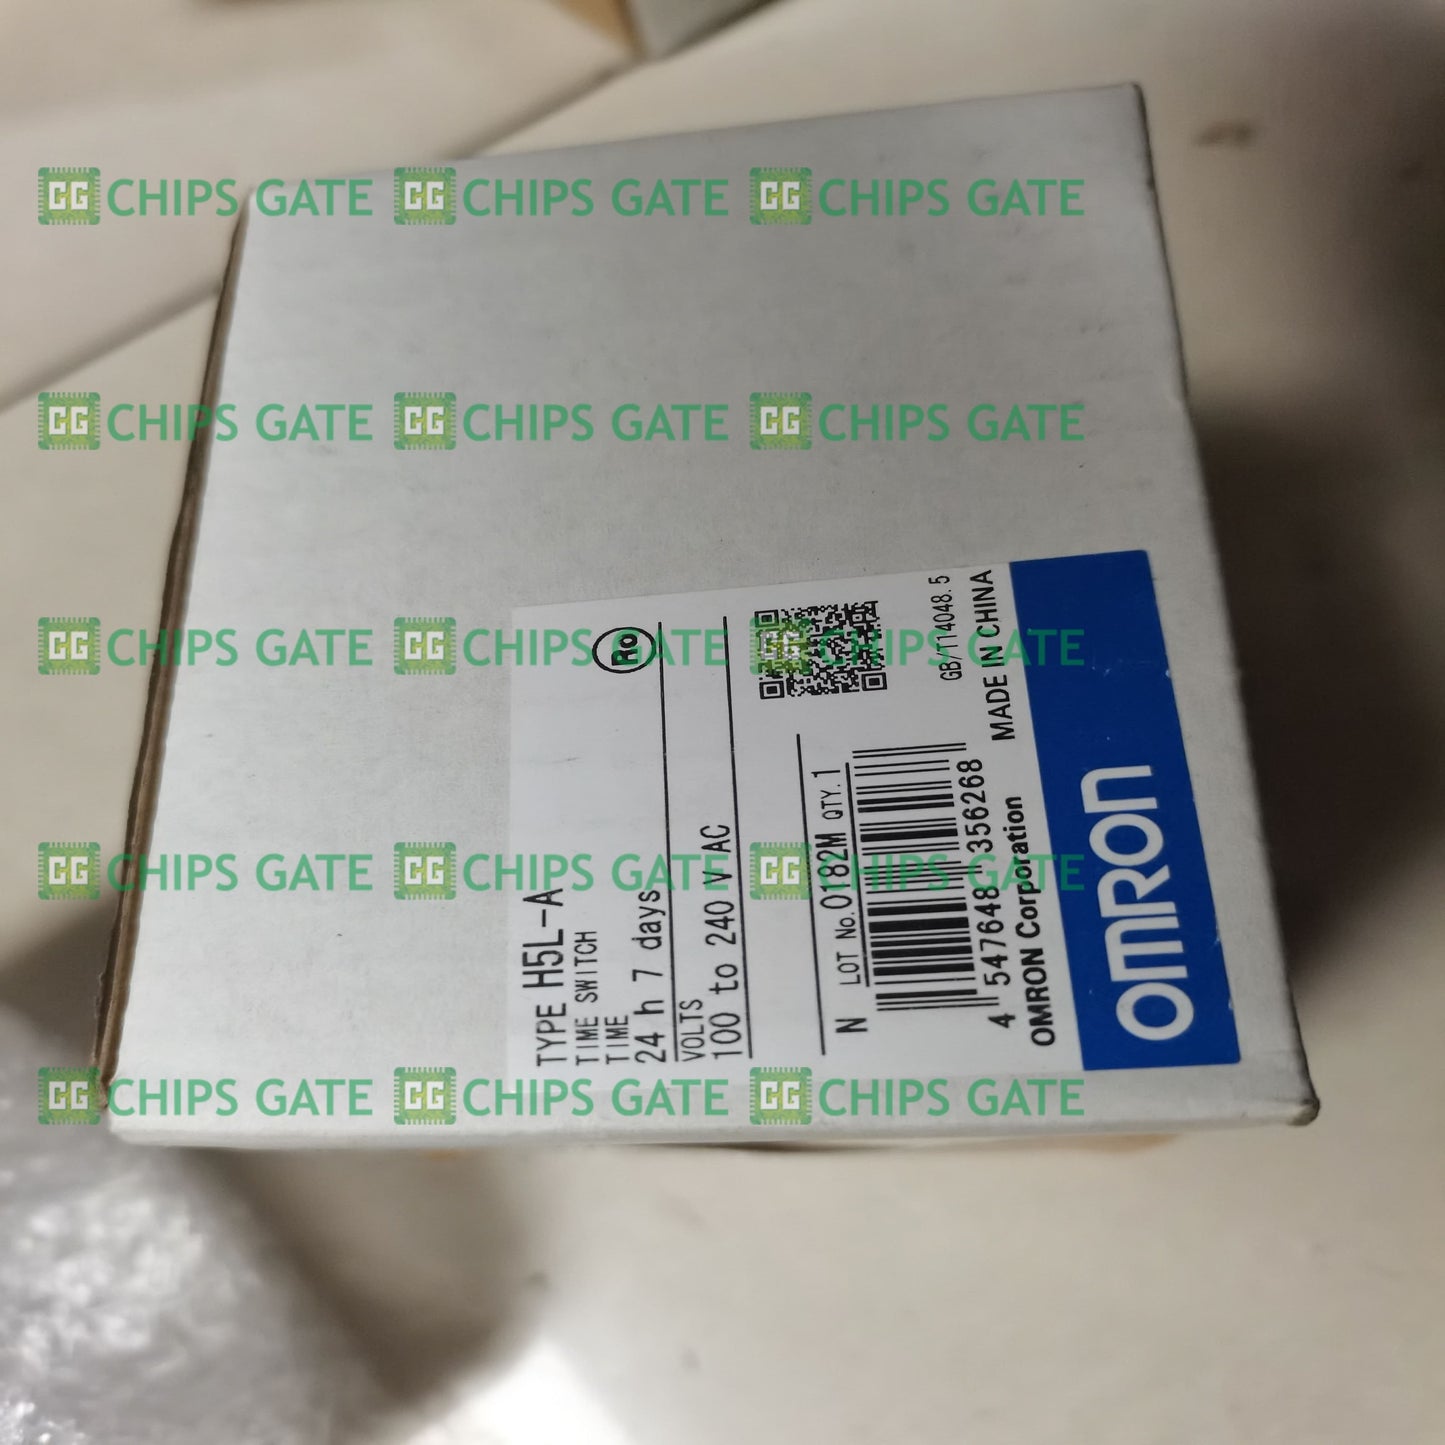 CG CHIPS GATE CG CHIPS GATE CG CHIPS GATE
CG CHIPS GATE CG CHIPS GATE CG CHIPS GATE
CG CHIPS GATE CG CHIPS GATE CG CHIPS GATE
CG CHIPS GATE CG CHIPS GATE CG CHIPS GATE
CG CHIPS GATE CG CHIPS GATE CG CHIPS GATE
TYPE H5L-A
TIME SWITCH
TIME
24 h 7 days
Ro
VOLTS
100 to 240 V AC
N LOT No. 0182M QTY. 1
4 547648 356268
GB/T14048.5
OMRON Corporation MADE IN CHINA
OMRON